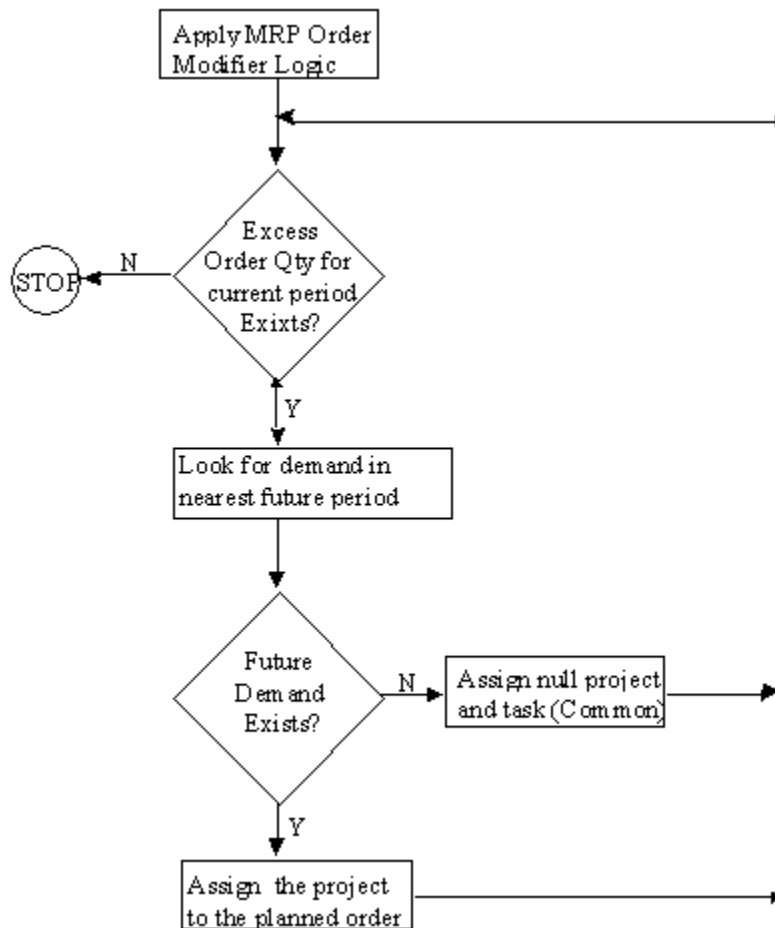 Apply MRP Order
Modifier Logic
Excess
Order Qty for
current period
Exixts?
N
STOP
Y
Look for demand in
nearest future period
Future
Demand
Exists?
N
Assign null project
and task (Common)
Y
Assign the project
to the planned order